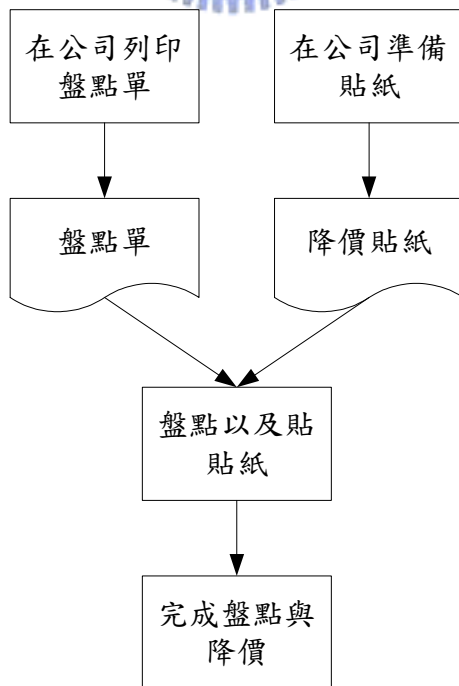 在公司列印
盤點單
在公司準備
貼紙
盤點單
降價貼紙
盤點以及貼
貼紙
完成盤點與
降價